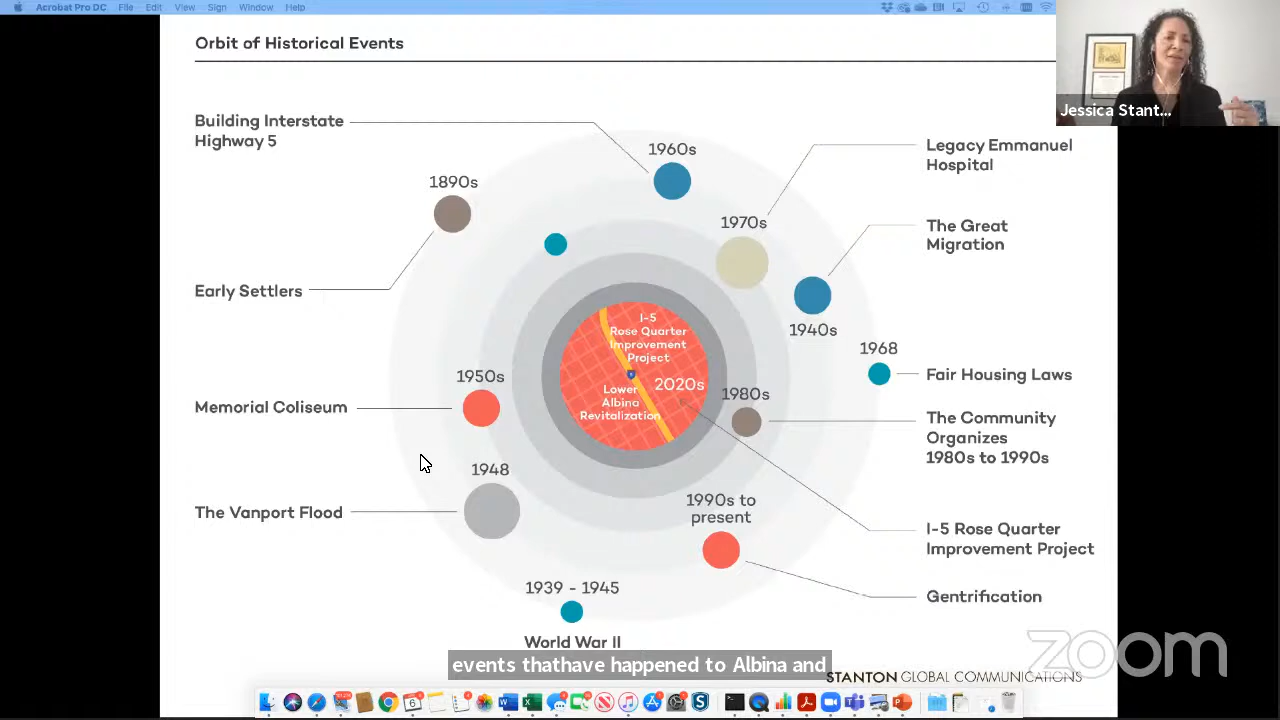 Acrobat Pro DC File Edit View Sign Window Help
Orbit of Historical Events
Jessica Stant...
Building Interstate
Highway 5
1960s
Legacy Emmanuel
Hospital
1890s
1970s
The Great
Migration
Early Settlers
1940s
I-5
Rose Quarter
Improvement
Project
1968
Fair Housing Laws
1950s
2020s
1980s
Lower
Albina
Revitalization
Memorial Coliseum
The Community
Organizes
1980s to 1990s
1948
The Vanport Flood
1990s to
present
I-5 Rose Quarter
Improvement Project
1939 - 1945
Gentrification
World War II
events thathave happened to Albina and
zoom
STANTON GLOBAL COMMUNICATIONS